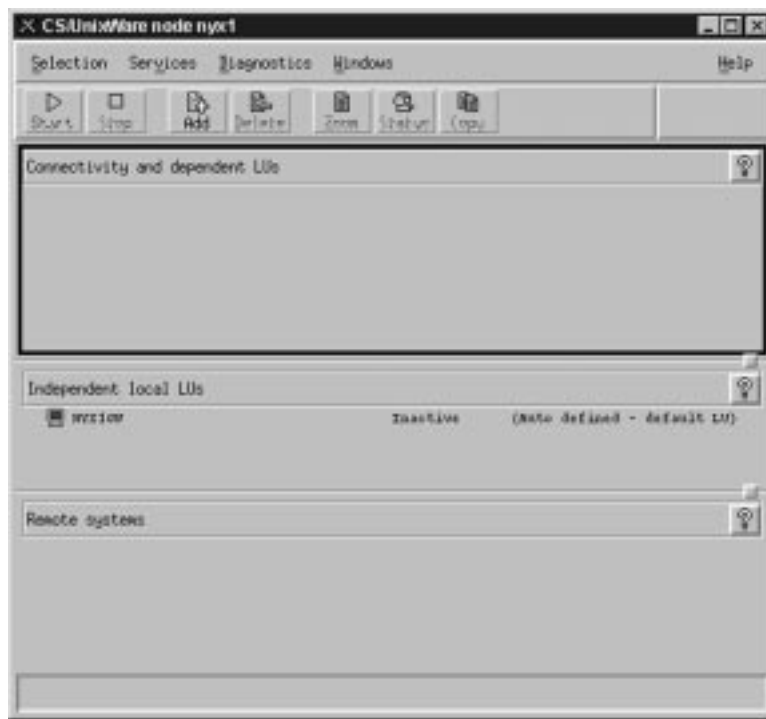 CS/UnixWare node nyx1
Selection Services Diagnostics Windows Help
Start Stop Add Delete Zoom Status Copy
Connectivity and dependent LUs
Independent local LUs
Inactive (Auto defined - default LU)
Remote systems